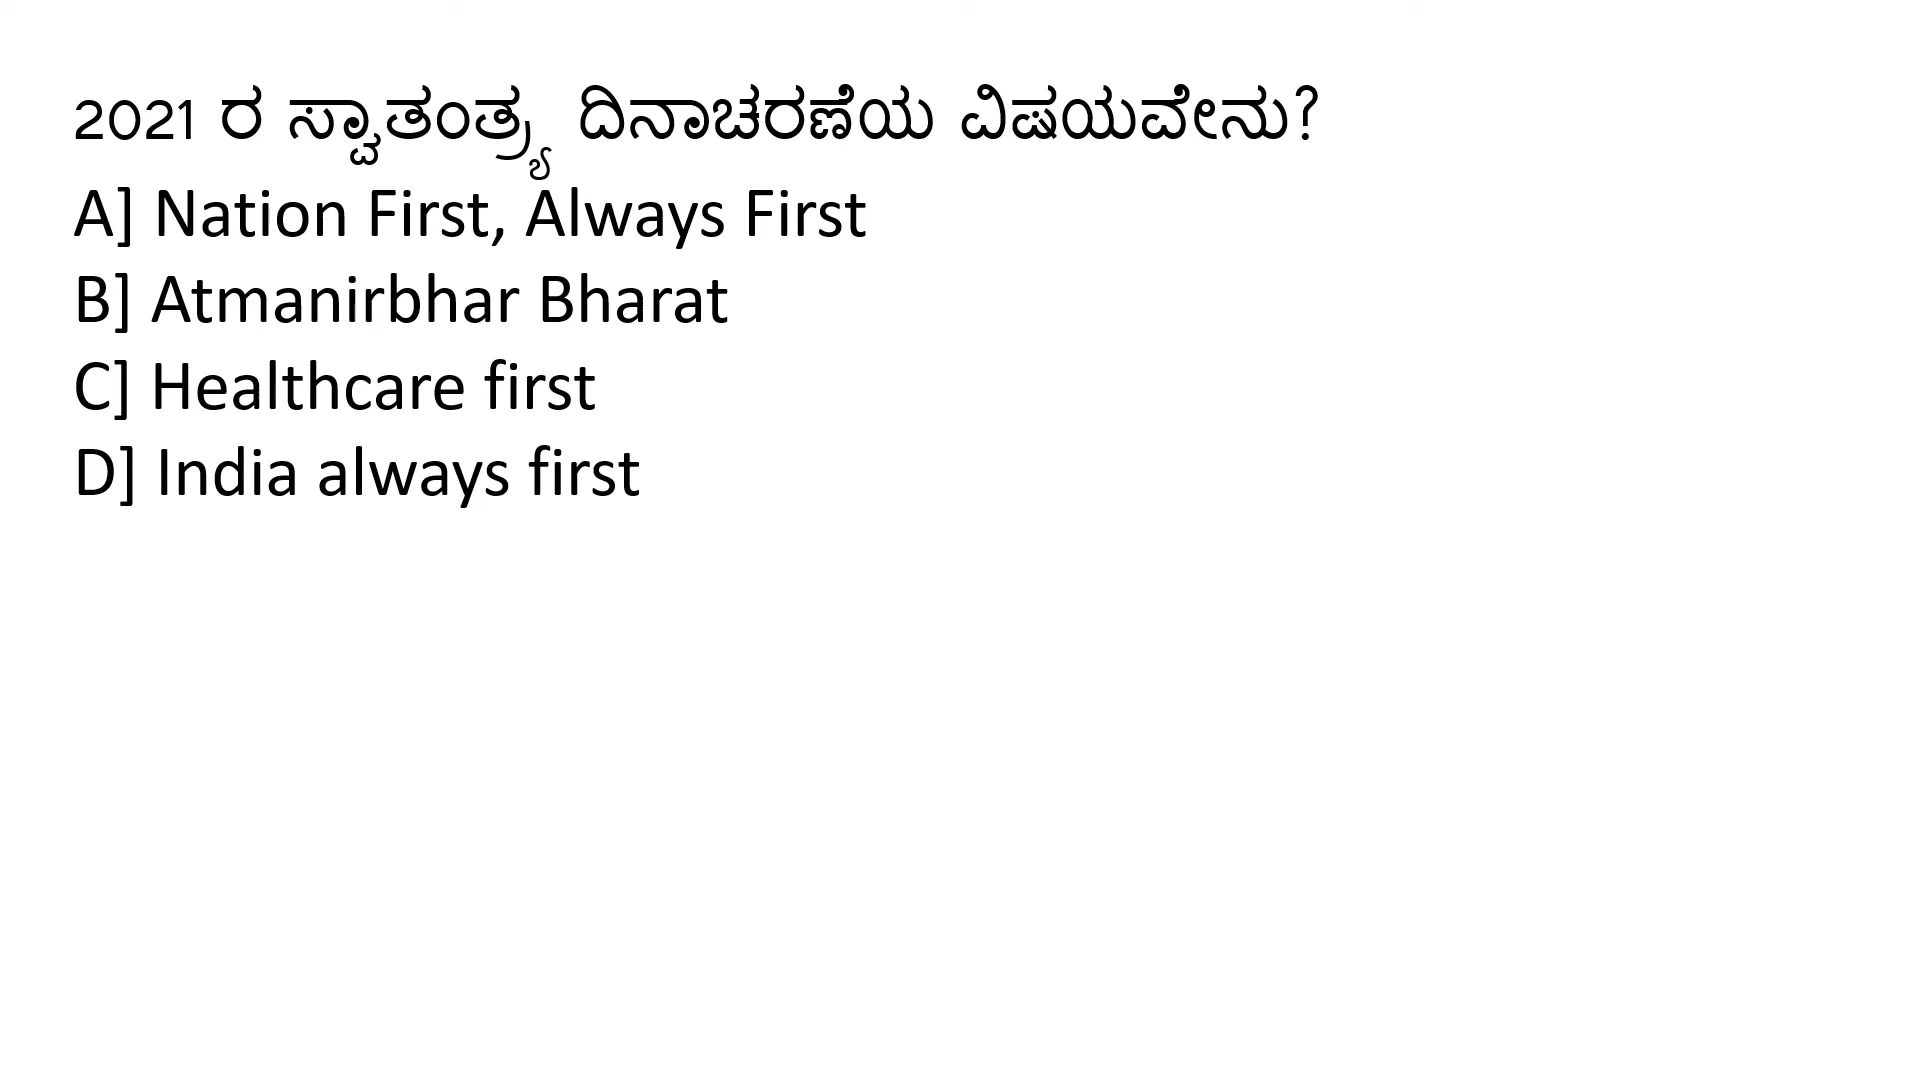 2021 ರ ಸ್ವಾತಂತ್ರ್ಯ ದಿನಾಚರಣೆಯ ವಿಷಯವೇನು?
A] Nation First, Always First
B] Atmanirbhar Bharat
C] Healthcare first
D] India always first